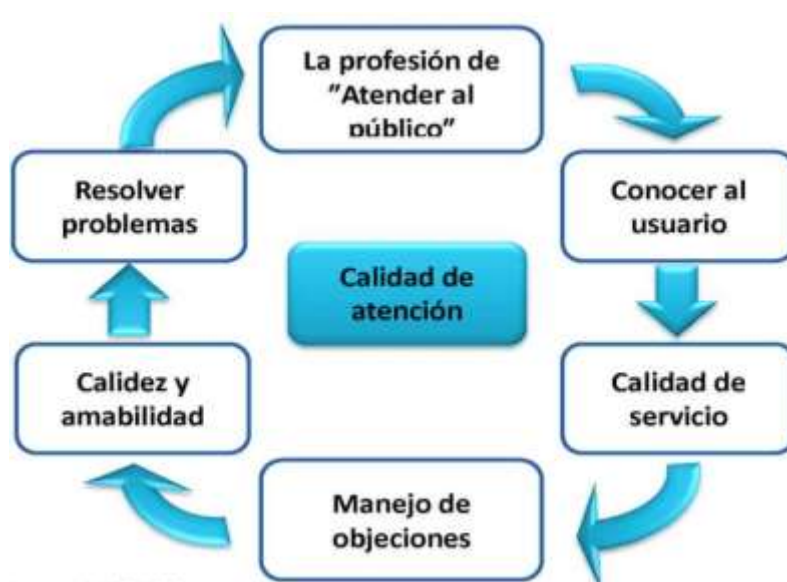 La profesión de
"Atender al
público"
Conocer al
usuario
Calidad de
servicio
Manejo de
objeciones
Calidez y
amabilidad
Resolver
problemas
Calidad de
atención